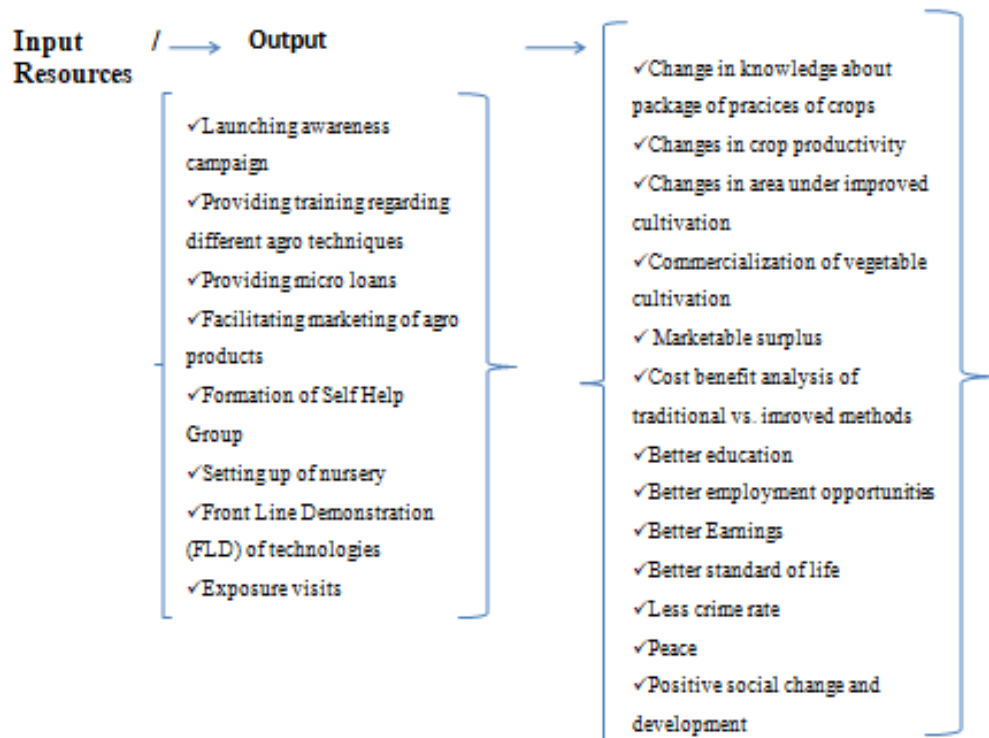 Input /
Resources
Output
✓Launching awareness
campaign
✓Providing training regarding
different agro techniques
✓Providing micro loans
✓Facilitating marketing of agro
products
✓Formation of Self Help
Group
✓Setting up of nursery
✓Front Line Demonstration
(FLD) of technologies
✓Exposure visits
✓Change in knowledge about
package of pracices of crops
✓Changes in crop productivity
✓Changes in area under improved
cultivation
✓Commercialization of vegetable
cultivation
✓ Marketable surplus
✓Cost benefit analysis of
traditional vs. imroved methods
✓Better education
✓Better employment opportunities
✓Better Earnings
✓Better standard of life
✓Less crime rate
✓Peace
✓Positive social change and
development